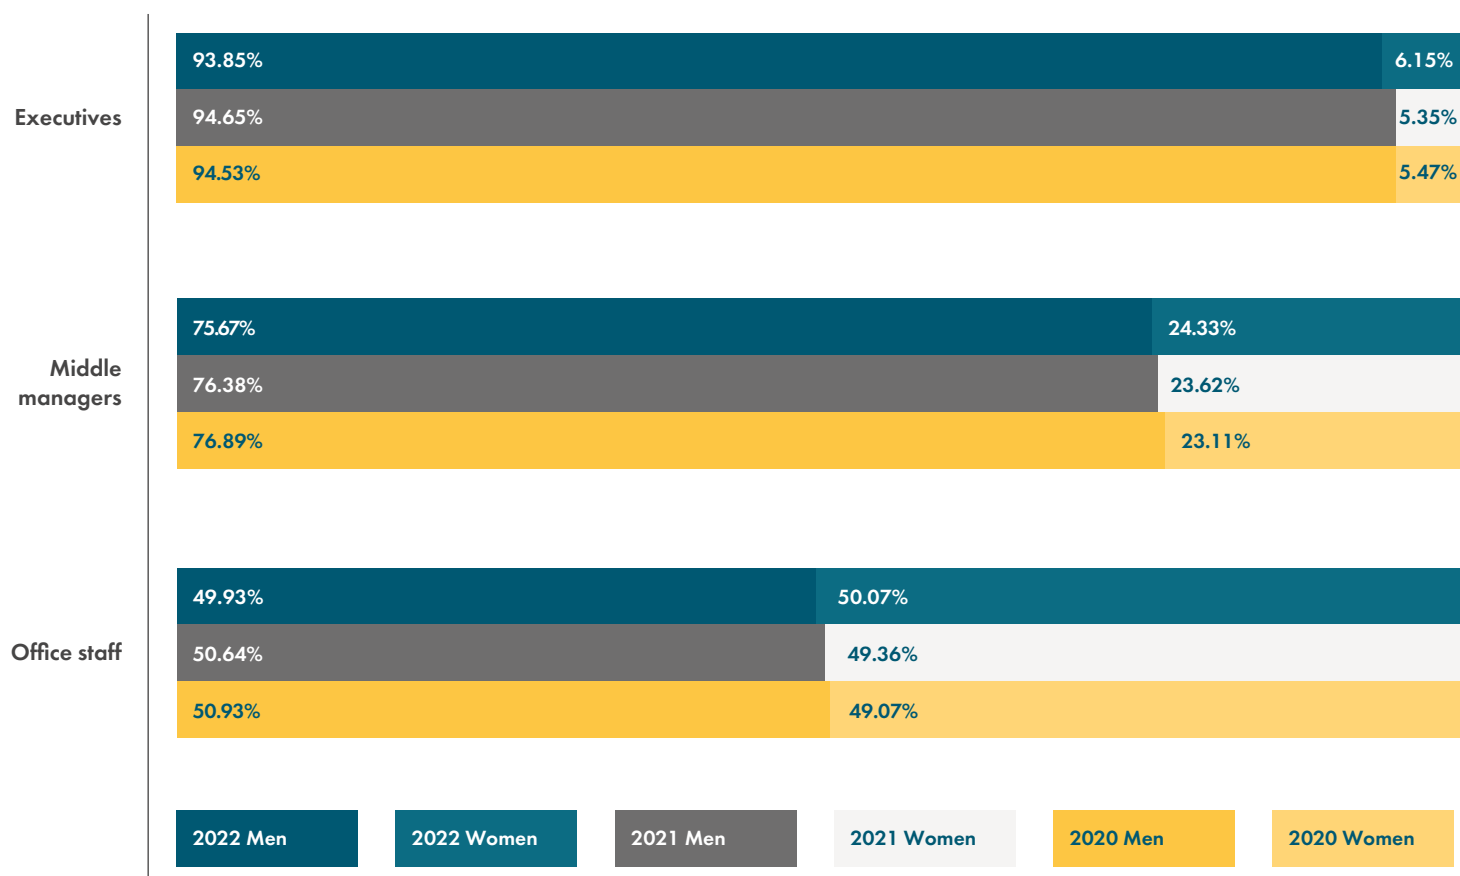 93.85%
6.15%
Executives
94.65%
5.35%
94.53%
5.47%
75.67%
24.33%
Middle
managers
76.38%
23.62%
76.89%
23.11%
49.93%
50.07%
Office staff
50.64%
49.36%
50.93%
49.07%
2022 Men
2022 Women
2021 Men
2021 Women
2020 Men
2020 Women